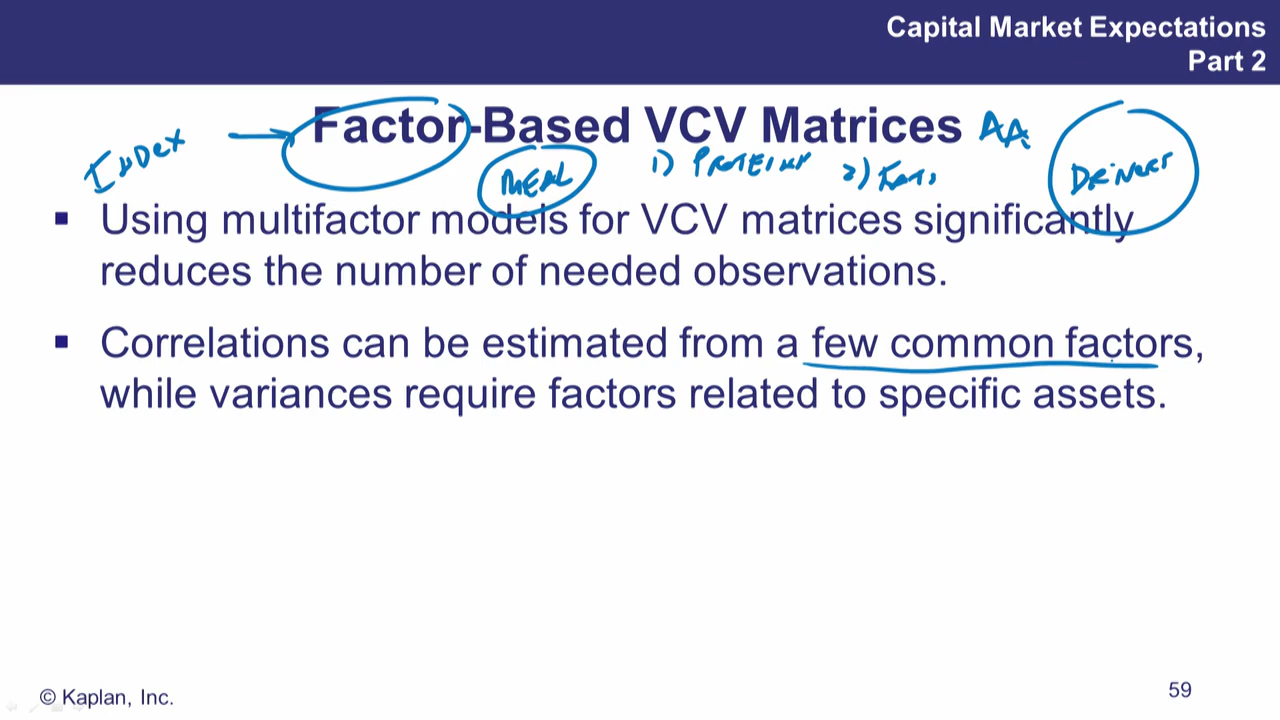 Capital Market Expectations
Part 2
Factor-Based VCV Matrices AA
INDEX
MEAL 1) PROTEIN 2) DRIVERS
▪ Using multifactor models for VCV matrices significantly
reduces the number of needed observations.
▪ Correlations can be estimated from a few common factors,
while variances require factors related to specific assets.
© Kaplan, Inc.
59